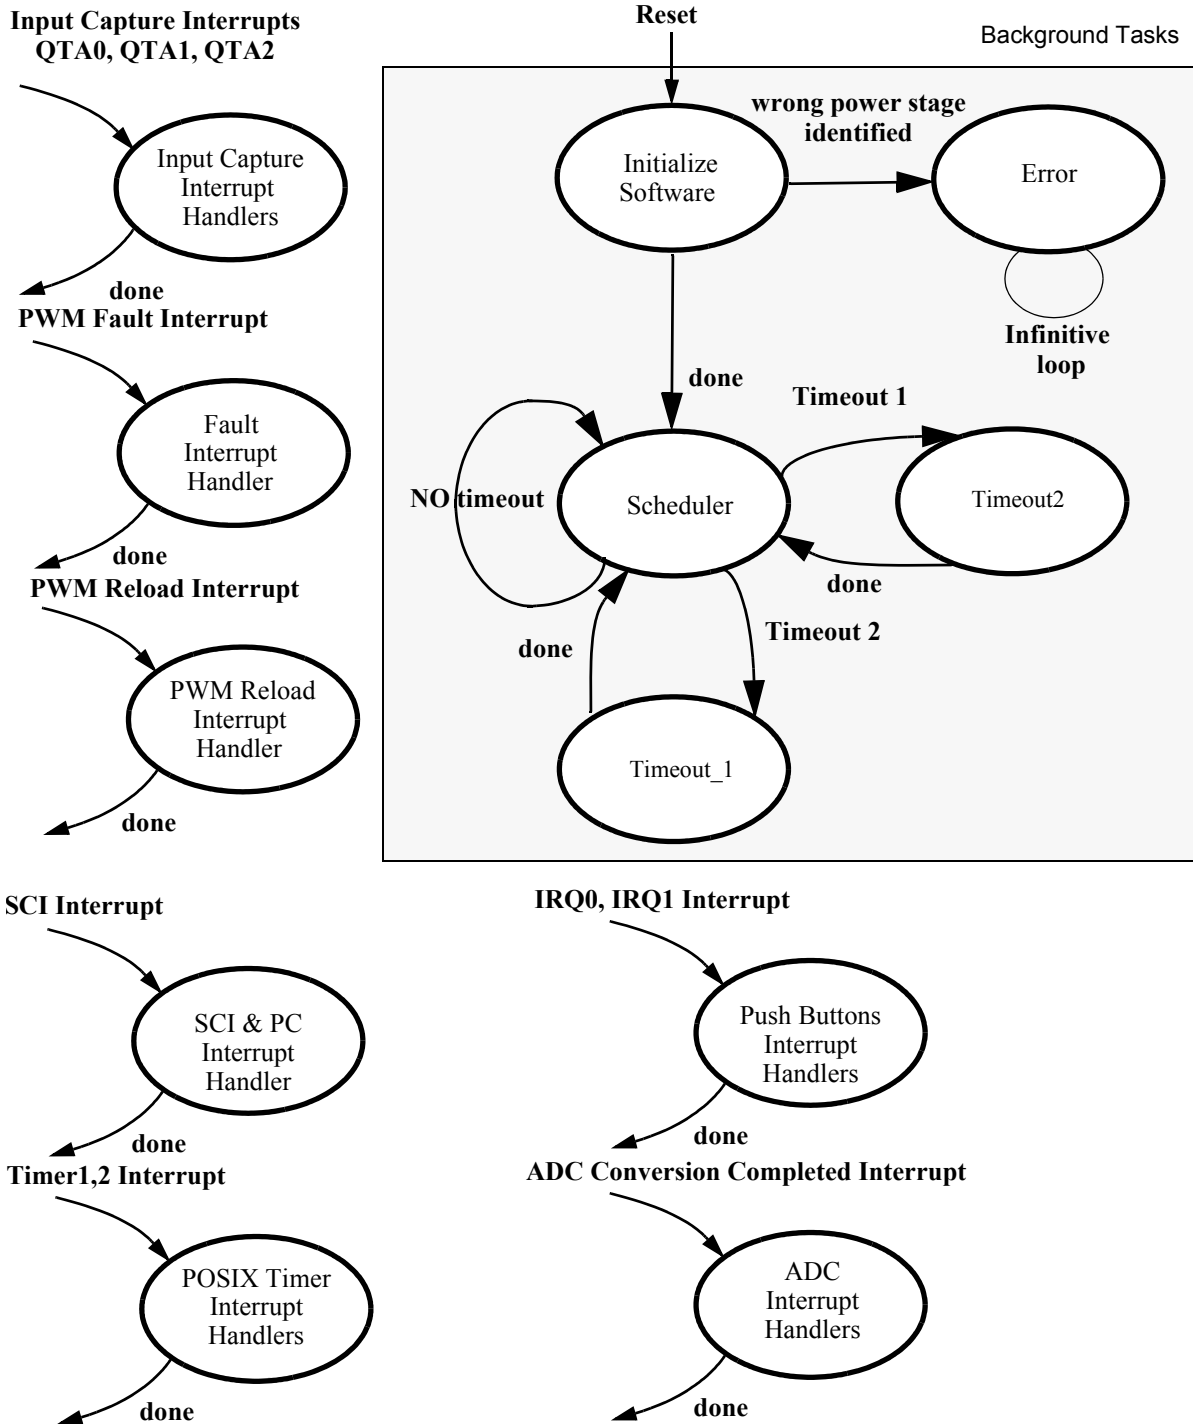 Input Capture Interrupts
QTA0, QTA1, QTA2
Input Capture
Interrupt
Handlers
done
PWM Fault Interrupt
Fault
Interrupt
Handler
done
PWM Reload Interrupt
PWM Reload
Interrupt
Handler
done
Reset
Background Tasks
Initialize
Software
wrong power stage
identified
Error
Infinitive
loop
done
Timeout 1
NO timeout
Scheduler
Timeout2
done
done
Timeout 2
Timeout_1
SCI Interrupt
SCI & PC
Interrupt
Handler
done
Timer1,2 Interrupt
POSIX Timer
Interrupt
Handlers
done
IRQ0, IRQ1 Interrupt
Push Buttons
Interrupt
Handlers
done
ADC Conversion Completed Interrupt
ADC
Interrupt
Handlers
done